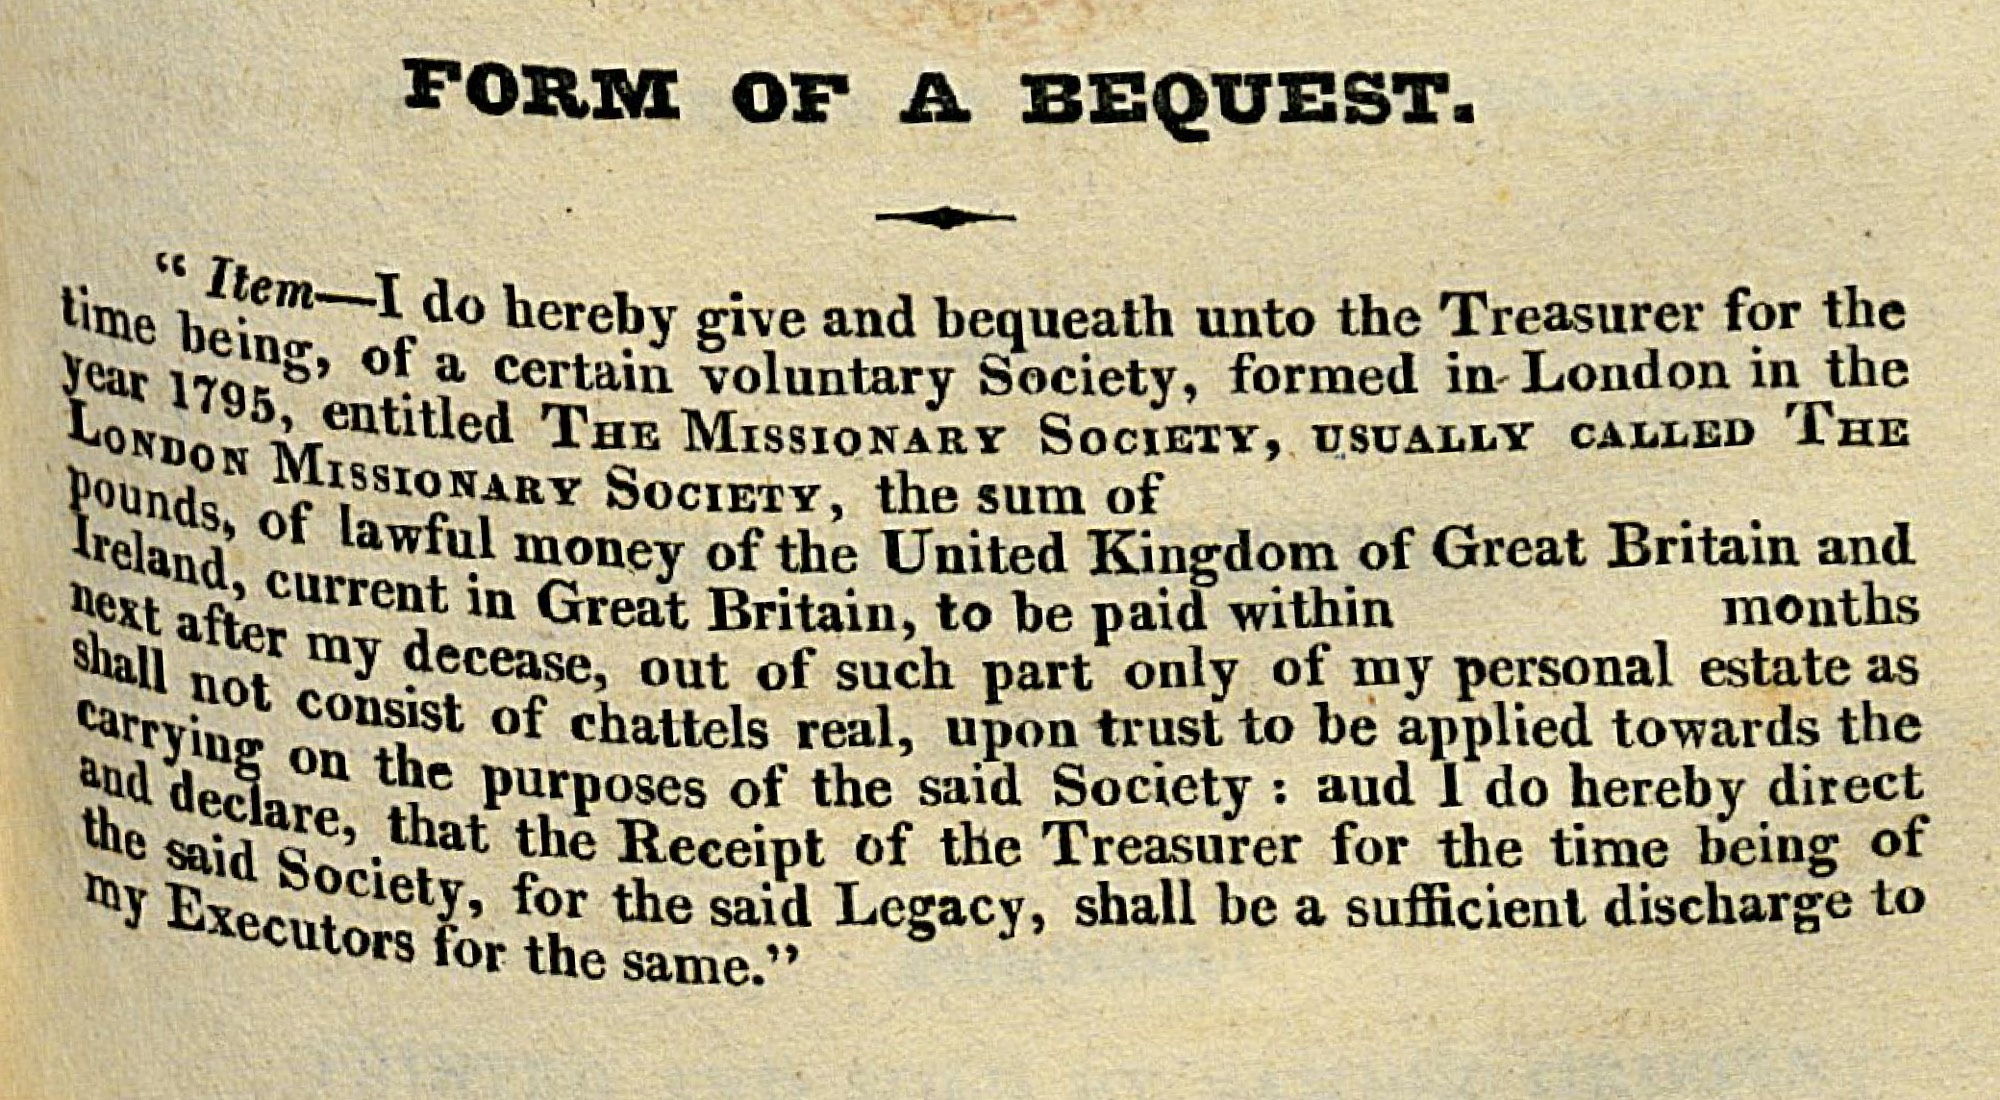 FORM OF A BEQUEST.
“ Item—I do hereby give and bequeath unto the Treasurer for the
time being, of a certain voluntary Society, formed in London in the
year 1795, entitled THE MISSIONARY SOCIETY, USUALLY CALLED THE
LONDON MISSIONARY SOCIETY, the sum of
pounds, of lawful money of the United Kingdom of Great Britain and
Ireland, current in Great Britain, to be paid within months
next after my decease, out of such part only of my personal estate as
shall not consist of chattels real, upon trust to be applied towards the
carrying on the purposes of the said Society : aud I do hereby direct
and declare, that the Receipt of the Treasurer for the time being of
the said Society, for the said Legacy, shall be a sufficient discharge to
my Executors for the same.”